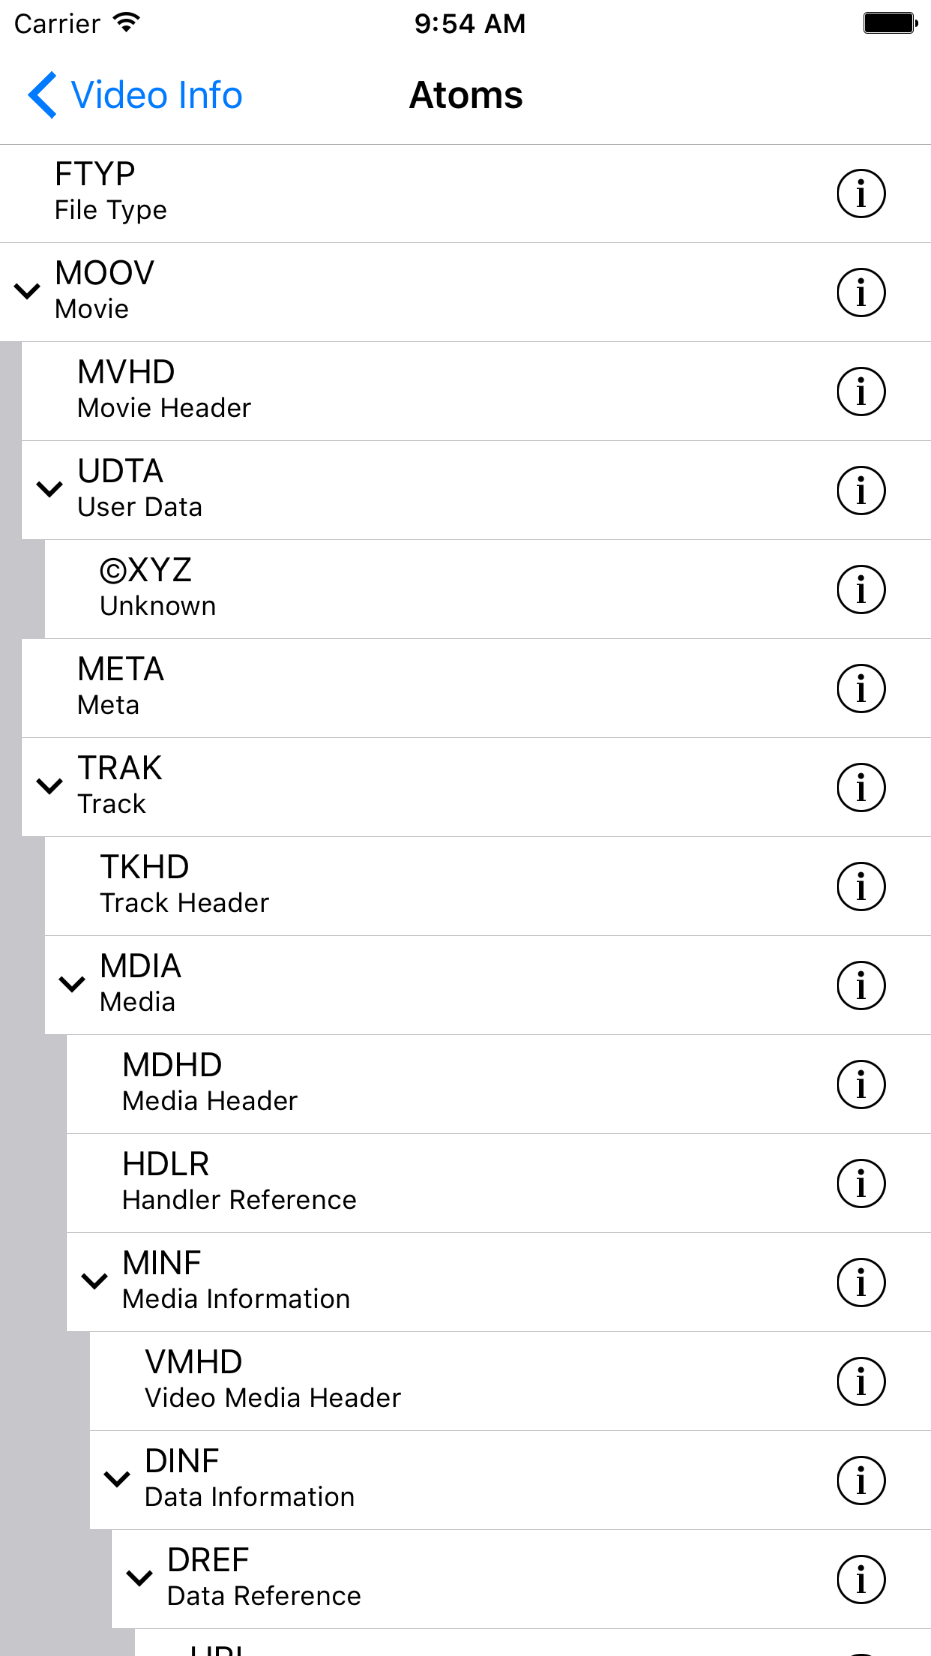 Carrier 9:54 AM
Video Info Atoms
FTYP
File Type
MOOV
Movie
MVHD
Movie Header
UDTA
User Data
©XYZ
Unknown
META
Meta
TRAK
Track
TKHD
Track Header
MDIA
Media
MDHD
Media Header
HDLR
Handler Reference
MINF
Media Information
VMHD
Video Media Header
DINF
Data Information
DREF
Data Reference